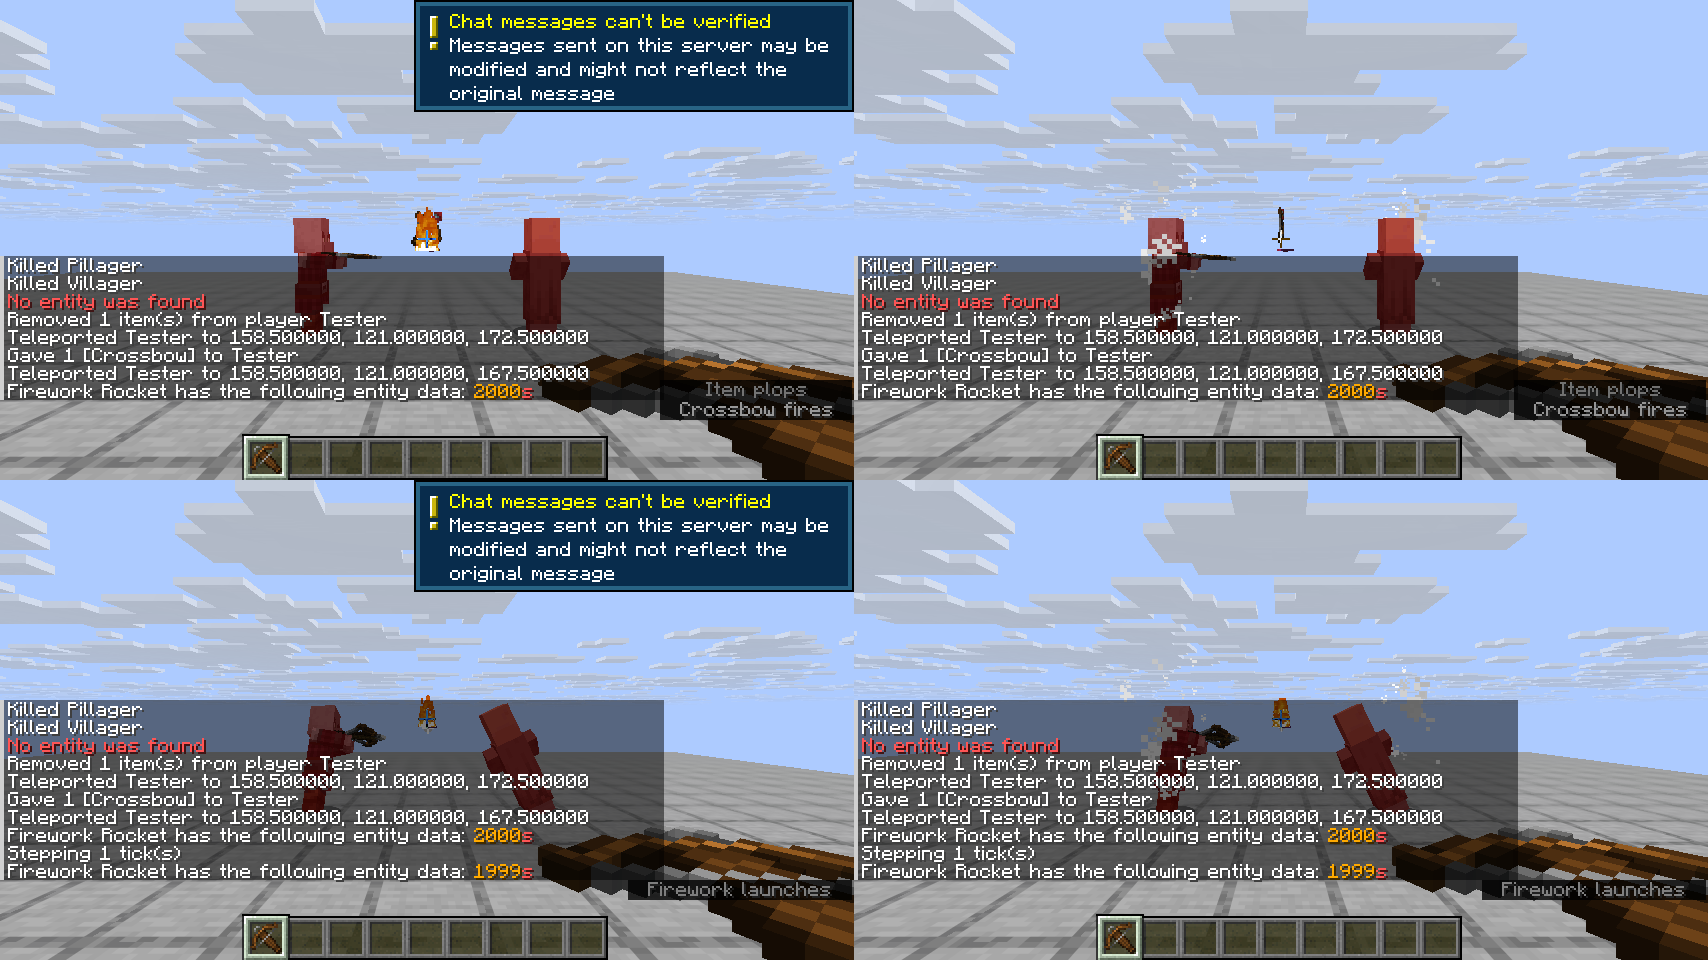 Chat messages can't be verified
Messages sent on this server may be
modified and might not reflect the
original message
Killed Pillager
Killed Villager
No entity was found
Removed 1 item(s) from player Tester
Teleported Tester to 158.500000, 121.000000, 172.500000
Gave 1 [Crossbow] to Tester
Teleported Tester to 158.500000, 121.000000, 167.500000
Firework Rocket has the following entity data: 2000s
Item plops
Crossbow fires
Killed Pillager
Killed Villager
No entity was found
Removed 1 item(s) from player Tester
Teleported Tester to 158.500000, 121.000000, 172.500000
Gave 1 [Crossbow] to Tester
Teleported Tester to 158.500000, 121.000000, 167.500000
Firework Rocket has the following entity data: 2000s
Item plops
Crossbow fires
Chat messages can't be verified
Messages sent on this server may be
modified and might not reflect the
original message
Killed Pillager
Killed Villager
No entity was found
Removed 1 item(s) from player Tester
Teleported Tester to 158.500000, 121.000000, 172.500000
Gave 1 [Crossbow] to Tester
Teleported Tester to 158.500000, 121.000000, 167.500000
Firework Rocket has the following entity data: 2000s
Stepping 1 tick(s)
Firework Rocket has the following entity data: 1999s
Firework launches
Killed Pillager
Killed Villager
No entity was found
Removed 1 item(s) from player Tester
Teleported Tester to 158.500000, 121.000000, 172.500000
Gave 1 [Crossbow] to Tester
Teleported Tester to 158.500000, 121.000000, 167.500000
Firework Rocket has the following entity data: 2000s
Stepping 1 tick(s)
Firework Rocket has the following entity data: 1999s
Firework launches